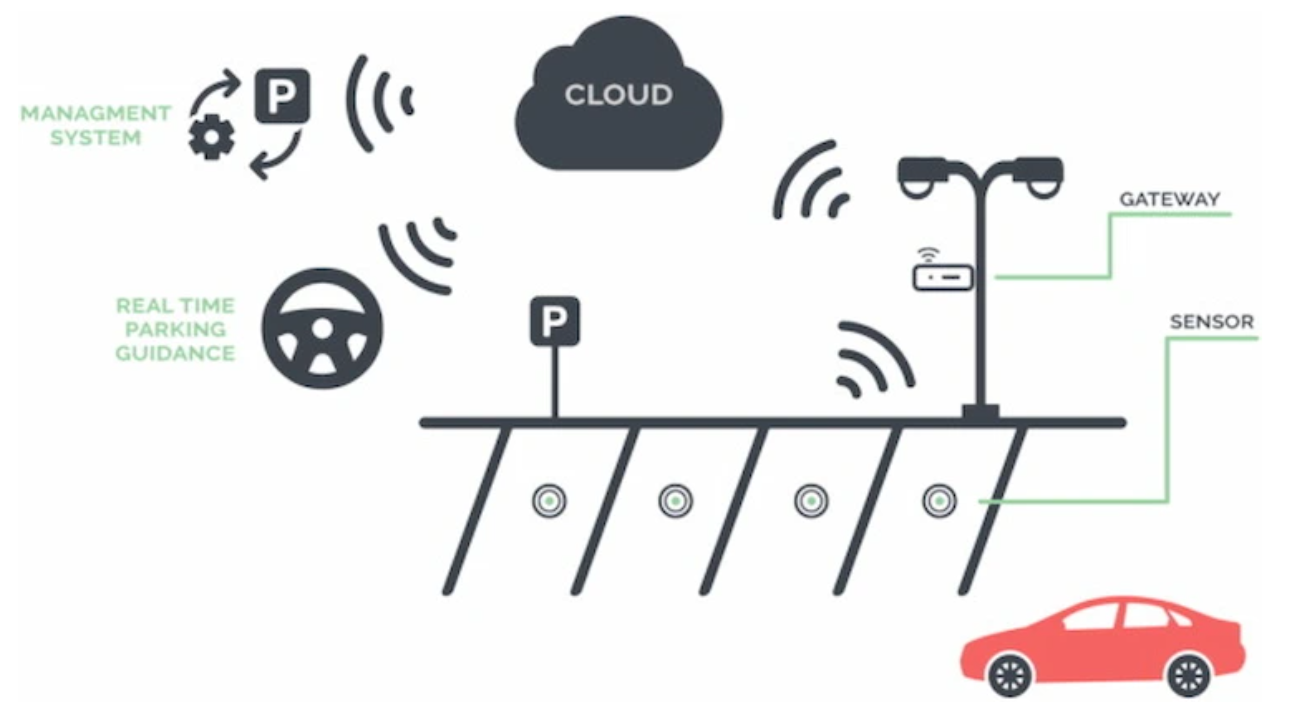 CLOUD
P
MANAGMENT
SYSTEM
GATEWAY
REAL TIME
PARKING
GUIDANCE
P
SENSOR